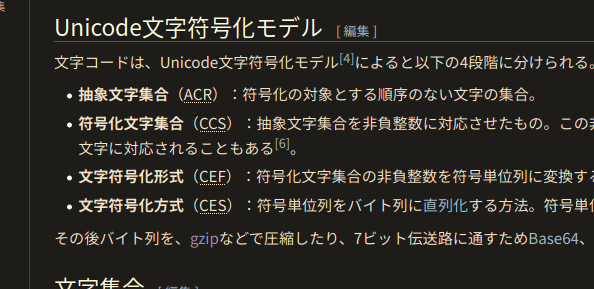 Unicode文字符号化モデル [編集]
文字コードは、Unicode文字符号化モデル[4]によると以下の4段階に分けられる。
• 抽象文字集合（ACR）：符号化の対象とする順序のない文字の集合。
• 符号化文字集合（CCS）：抽象文字集合を非負整数に対応させたもの。この
文字に対応されることもある[6]。
• 文字符号化形式（CEF）：符号化文字集合の非負整数を符号単位列に変換す
• 文字符号化方式（CES）：符号単位列をバイト列に直列化する方法。符号単
その後バイト列を、gzipなどで圧縮したり、7ビット伝送路に通すためBase64、
文字集合 [編集]